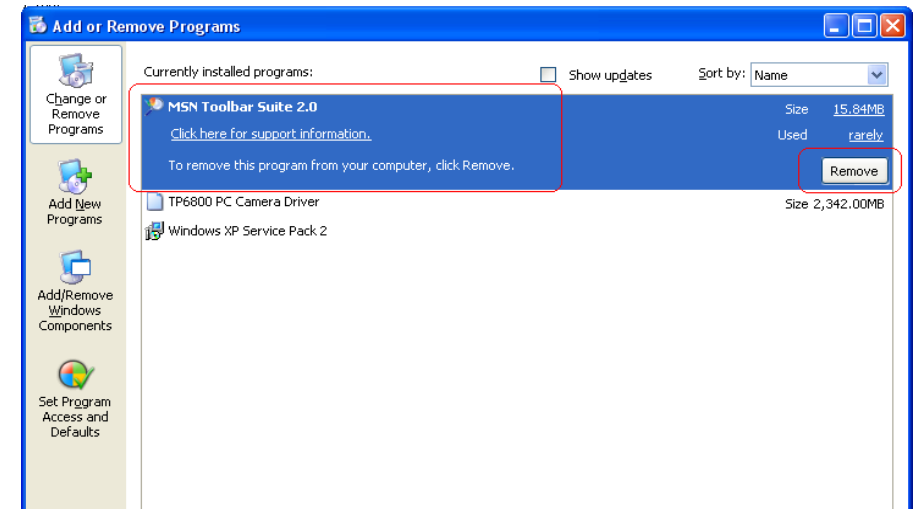 Add or Remove Programs
Currently installed programs:
Show updates
Sort by: Name
Change or
Remove
Programs
MSN Toolbar Suite 2.0
Size 15.84MB
Click here for support information.
Used rarely
To remove this program from your computer, click Remove.
Remove
Add New
Programs
TP6800 PC Camera Driver
Size 2,342.00MB
Windows XP Service Pack 2
Add/Remove
Windows
Components
Set Program
Access and
Defaults